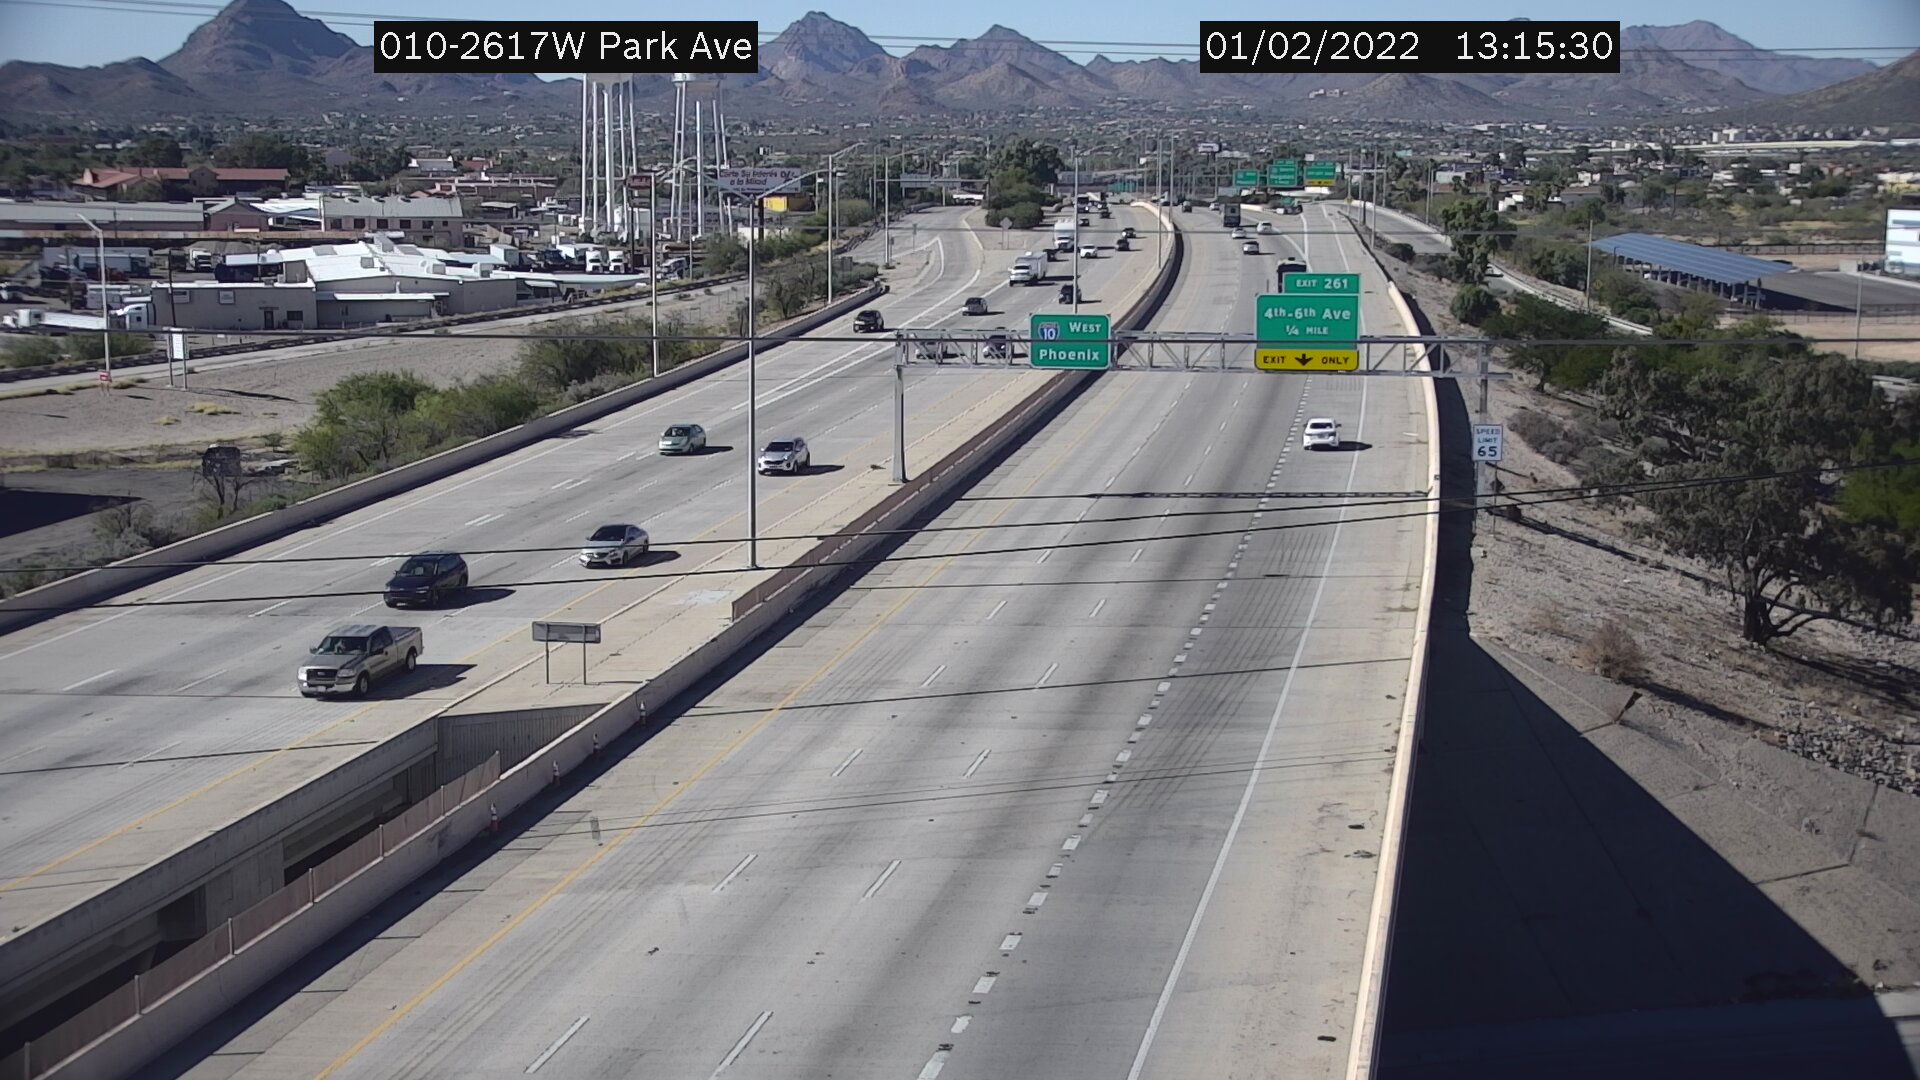 010-2617W Park Ave
01/02/2022 13:15:30
EXIT 261
4th-6th Ave
1/4 MILE
EXIT ONLY
10 WEST
Phoenix
SPEED
LIMIT
65